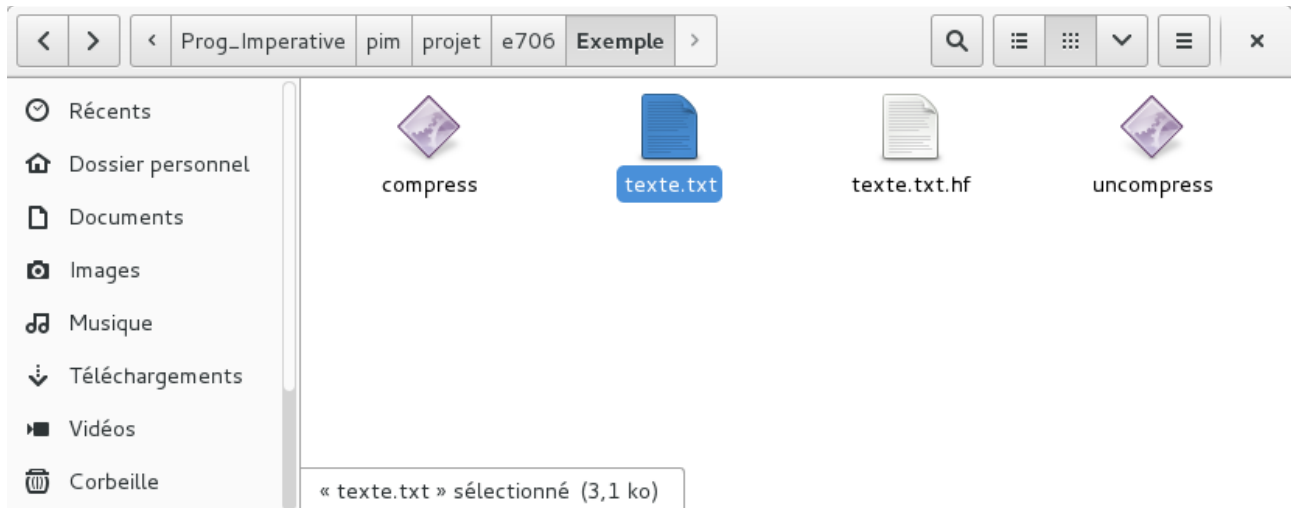 Prog_Imperative pim projet e706 Exemple
Récents
Dossier personnel
Documents
Images
Musique
Téléchargements
Vidéos
Corbeille
compress texte.txt texte.txt.hf uncompress
« texte.txt » sélectionné (3,1 ko)